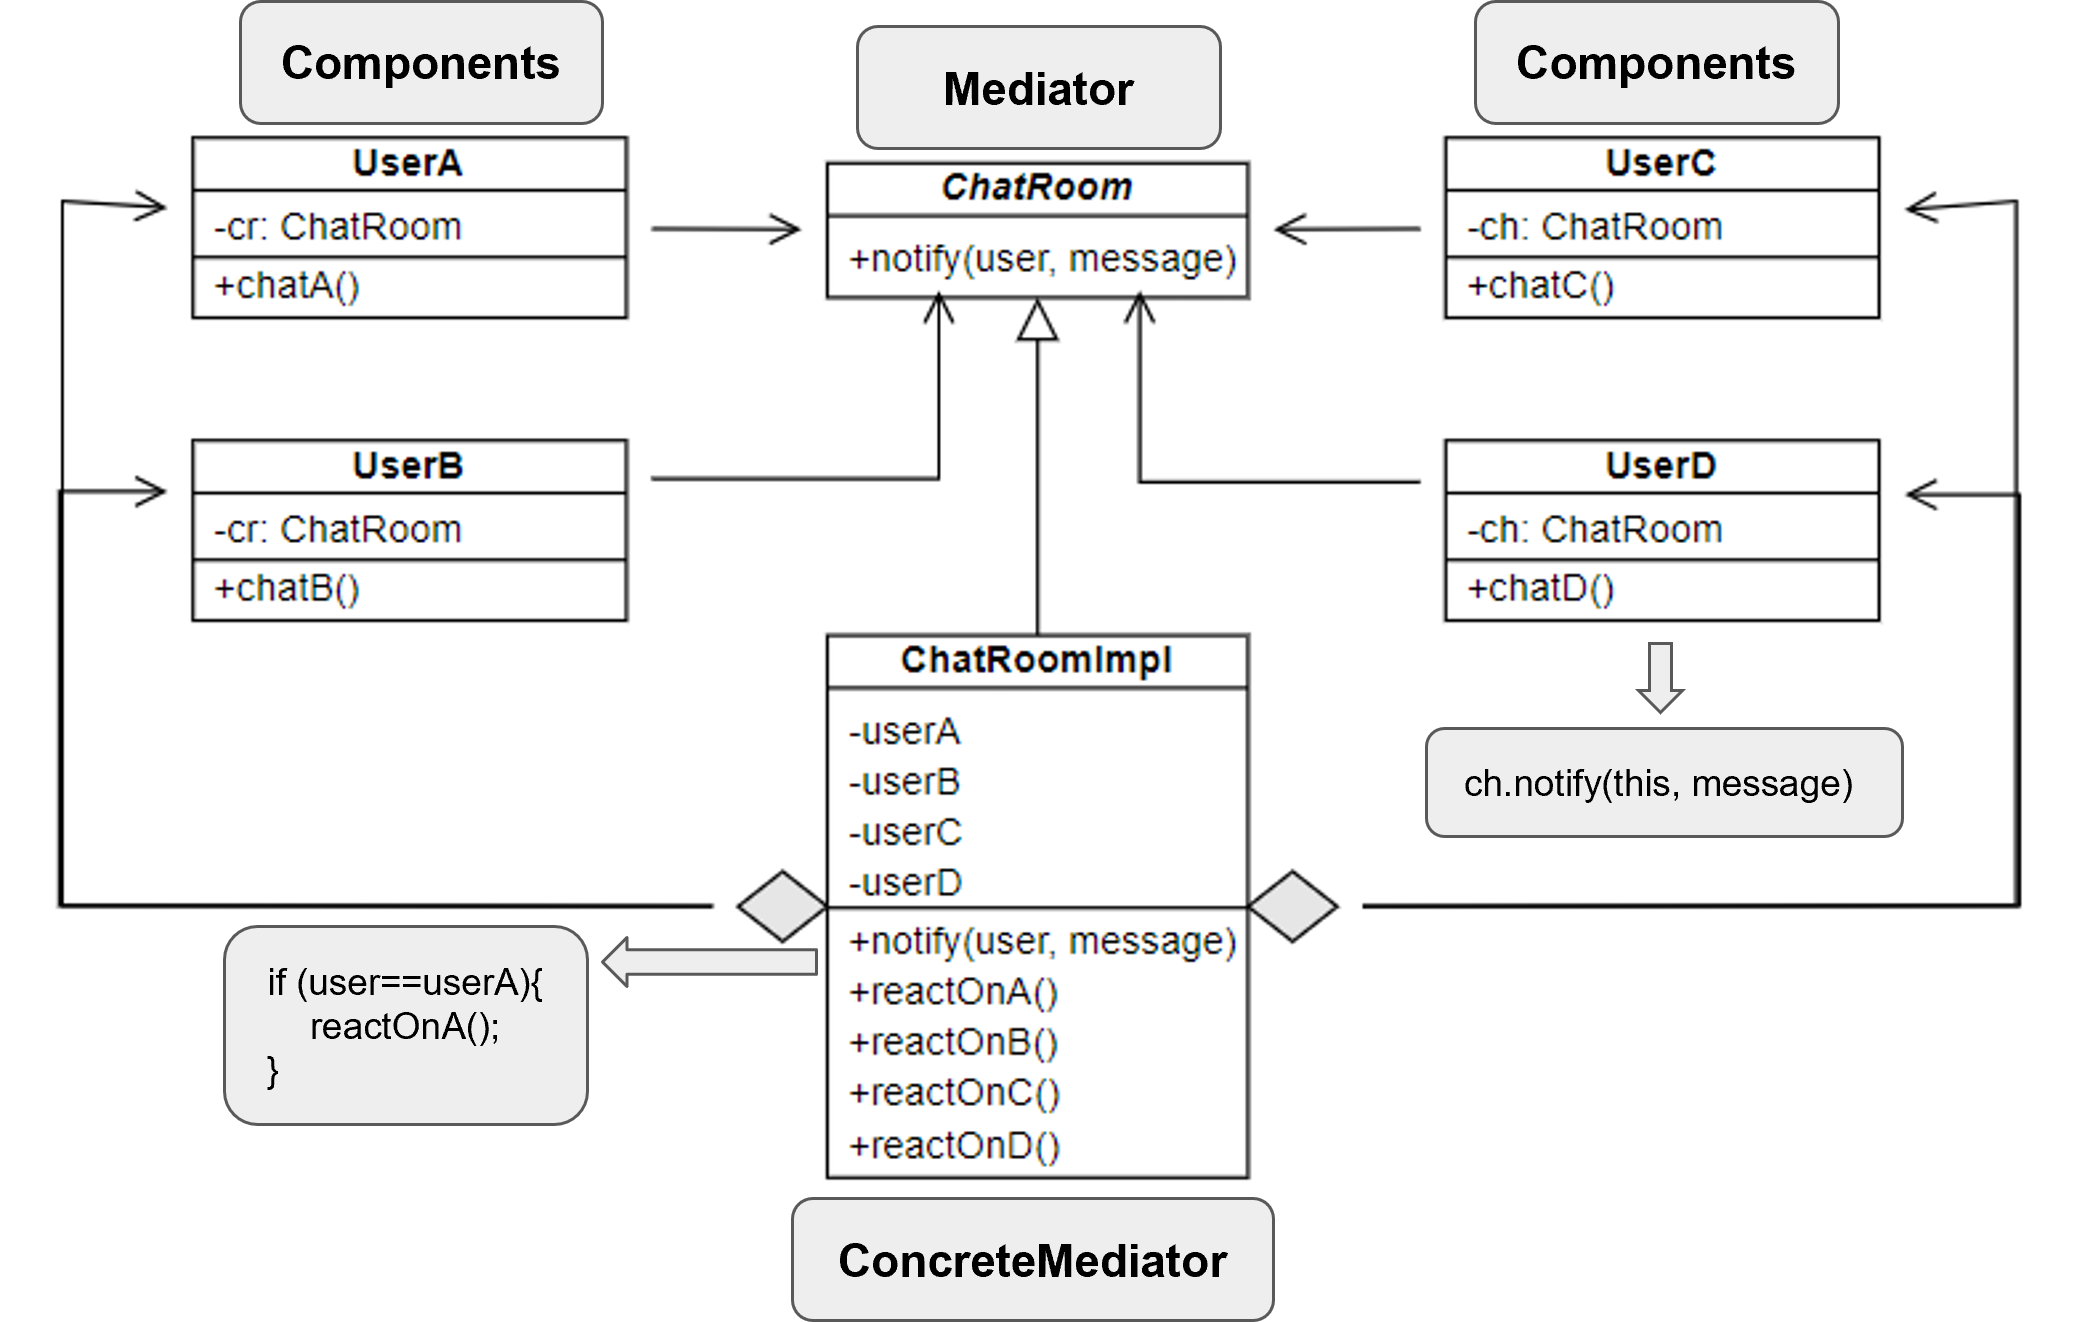 Components
Mediator
Components
UserA
-cr: ChatRoom
+chatA()
ChatRoom
+notify(user, message)
UserC
-ch: ChatRoom
+chatC()
UserB
-cr: ChatRoom
+chatB()
UserD
-ch: ChatRoom
+chatD()
ChatRoomImpl
-userA
-userB
-userC
-userD
+notify(user, message)
+reactOnA()
+reactOnB()
+reactOnC()
+reactOnD()
ch.notify(this, message)
if (user==userA){
reactOnA();
}
ConcreteMediator